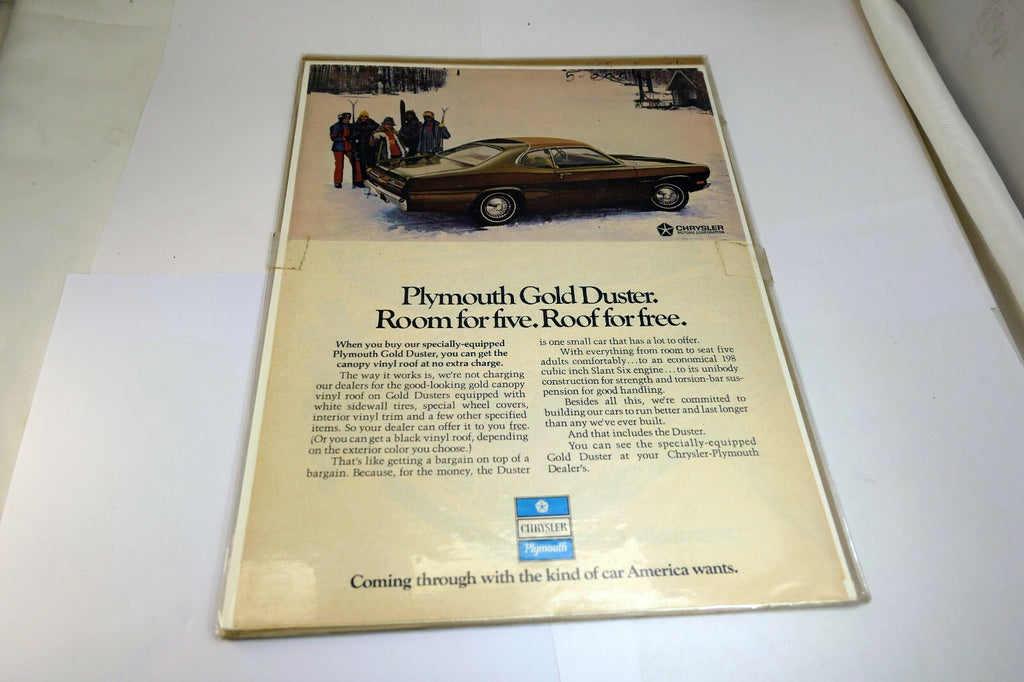 CHRYSLER
MOTORS CORPORATION
Plymouth Gold Duster.
Room for five. Roof for free.
When you buy our specially-equipped
Plymouth Gold Duster, you can get the
canopy vinyl roof at no extra charge.
The way it works is, we're not charging
our dealers for the good-looking gold canopy
vinyl roof on Gold Dusters equipped with
white sidewall tires, special wheel covers,
interior vinyl trim and a few other specified
items. So your dealer can offer it to you free.
(Or you can get a black vinyl roof, depending
on the exterior color you choose.)
That's like getting a bargain on top of a
bargain. Because, for the money, the Duster
is one small car that has a lot to offer.
With everything from room to seat five
adults comfortably...to an economical 198
cubic inch Slant Six engine...to its unibody
construction for strength and torsion-bar sus-
pension for good handling.
Besides all this, we're committed to
building our cars to run better and last longer
than any we've ever built.
And that includes the Duster.
You can see the specially-equipped
Gold Duster at your Chrysler-Plymouth
Dealer's.
CHRYSLER
Plymouth
Coming through with the kind of car America wants.